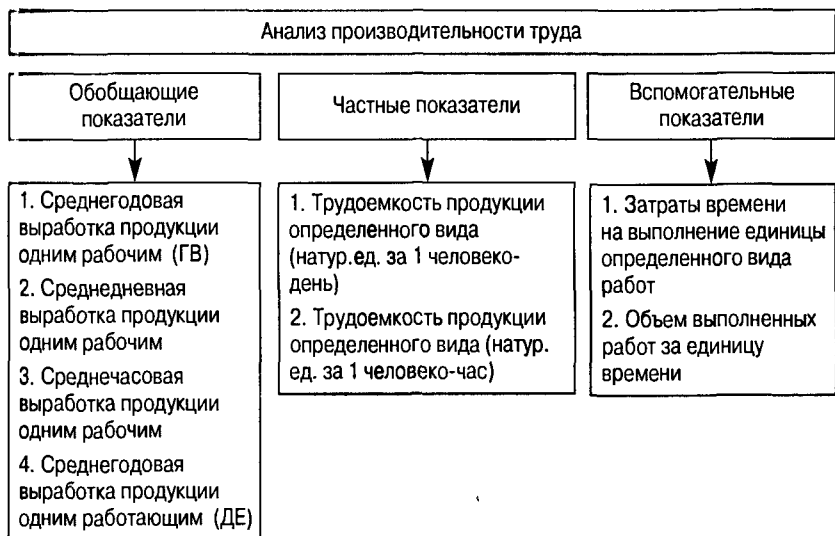 Анализ производительности труда
Обобщающие
показатели
Частные показатели
Вспомогательные
показатели
1. Среднегодовая
выработка продукции
одним рабочим (ГВ)
2. Среднедневная
выработка продукции
одним рабочим
3. Среднечасовая
выработка продукции
одним рабочим
4. Среднегодовая
выработка продукции
одним работающим (ДЕ)
1. Трудоемкость продукции
определенного вида
(натур.ед. за 1 человеко-
день)
2. Трудоемкость продукции
определенного вида (натур.
ед. за 1 человеко-час)
1. Затраты времени
на выполнение единицы
определенного вида
работ
2. Объем выполненных
работ за единицу
времени